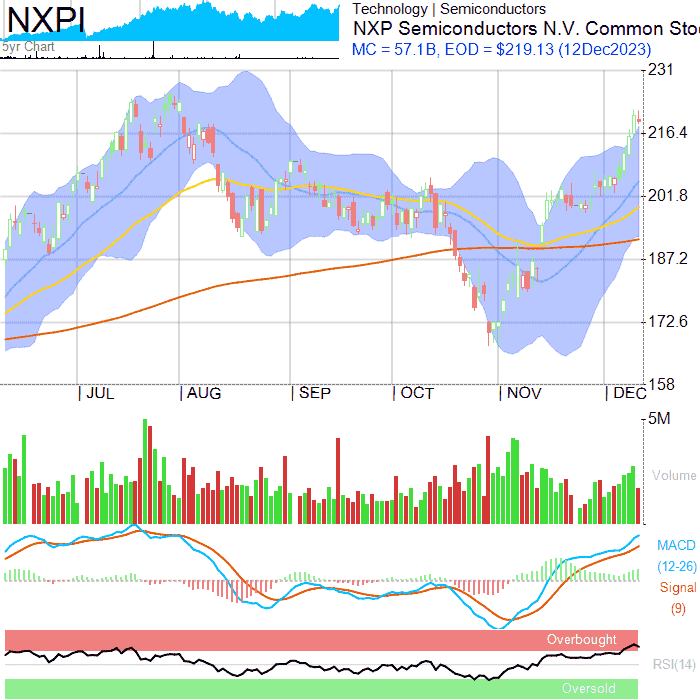 NXPI
5yr Chart
Technology | Semiconductors
NXP Semiconductors N.V. Common Sto
MC = 57.1B, EOD = $219.13 (12Dec2023)
231
216.4
201.8
187.2
172.6
158
| JUL | AUG | SEP | OCT | NOV | DEC
5M
Volume
MACD
(12-26)
Signal
(9)
Overbought
RSI(14)
Oversold